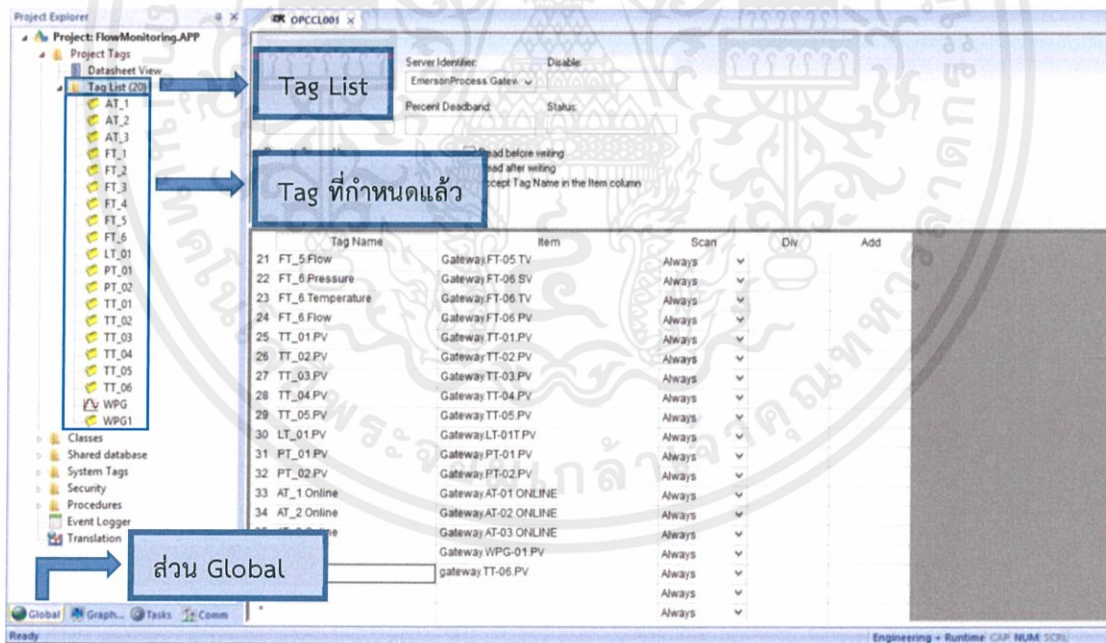 Project Explorer
OPCCL001
Project: FlowMonitoring.APP
Project Tags
Datasheet View
Tag List (20)
AT_1
AT_2
AT_3
FT_1
FT_2
FT_3
FT_4
FT_5
FT_6
LT_01
PT_01
PT_02
TT_01
TT_02
TT_03
TT_04
TT_05
TT_06
WPG
WPG1
Classes
Shared database
System Tags
Security
Procedures
Event Logger
Translation
Global Graph... Tasks Comm
Ready
Tag List
Tag ที่กำหนดแล้ว
ส่วน Global
Server Identifier: Disable:
EmersonProcess.Gatew
Percent Deadband: Status:
Read before writing
ead after writing
ccept Tag Name in the Item column
Tag Name Item Scan Div Add
21 FT_5.Flow Gateway.FT-05.TV Always
22 FT_6.Pressure Gateway.FT-06.SV Always
23 FT_6.Temperature Gateway.FT-06.TV Always
24 FT_6.Flow Gateway.FT-06.PV Always
25 TT_01.PV Gateway.TT-01.PV Always
26 TT_02.PV Gateway.TT-02.PV Always
27 TT_03.PV Gateway.TT-03.PV Always
28 TT_04.PV Gateway.TT-04.PV Always
29 TT_05.PV Gateway.TT-05.PV Always
30 LT_01.PV Gateway.LT-01T.PV Always
31 PT_01.PV Gateway.PT-01.PV Always
32 PT_02.PV Gateway.PT-02.PV Always
33 AT_1.Online Gateway.AT-01.ONLINE Always
34 AT_2.Online Gateway.AT-02.ONLINE Always
Gateway.AT-03.ONLINE Always
Gateway.WPG-01.PV Always
gateway.TT-06.PV Always
* Always
Engineering + Runtime CAP NUM SCRL